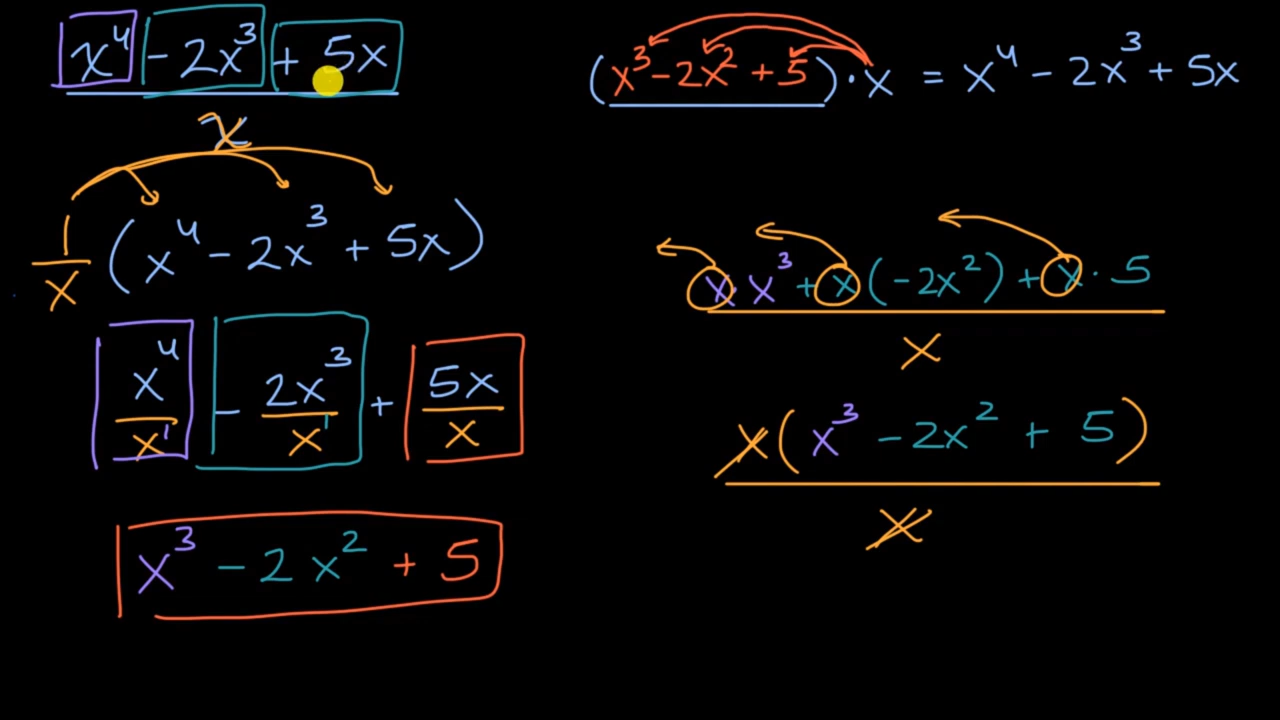 x⁴ - 2x³ + 5x
x
1/x (x⁴ - 2x³ + 5x)
x⁴/x¹ - 2x³/x¹ + 5x/x
x³ - 2x² + 5
(x³ - 2x² + 5) · x = x⁴ - 2x³ + 5x
x · x³ + x(-2x²) + x · 5
x
x(x³ - 2x² + 5)
x